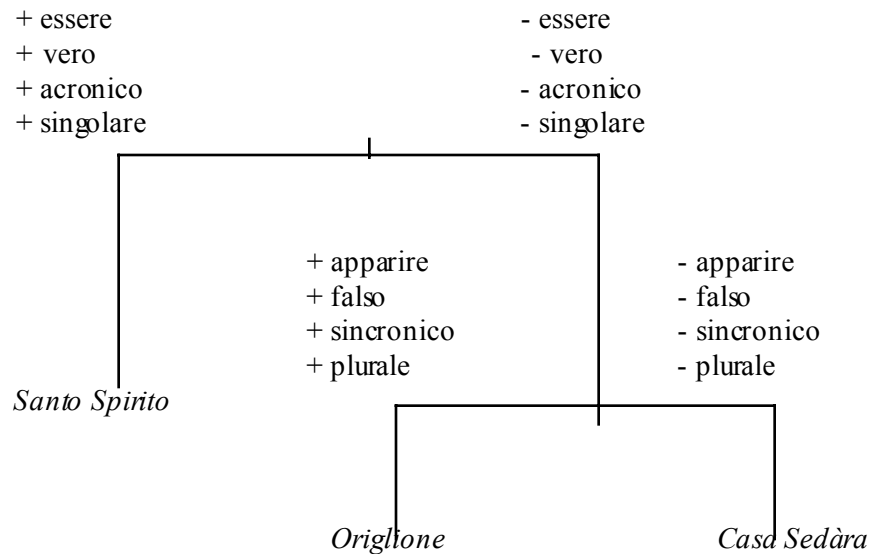 + essere
+ vero
+ acronico
+ singolare
- essere
- vero
- acronico
- singolare
+ apparire
+ falso
+ sincronico
+ plurale
- apparire
- falso
- sincronico
- plurale
Santo Spirito
Origlione
Casa Sedàra